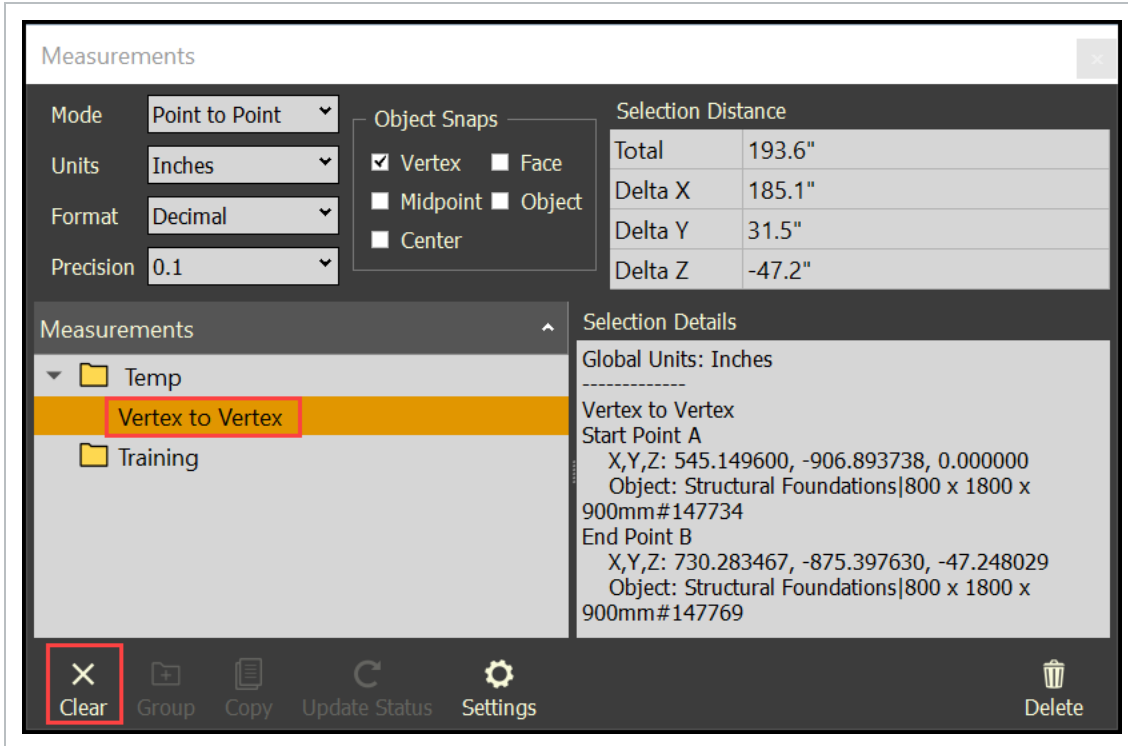 Measurements
Mode Point to Point
Units Inches
Format Decimal
Precision 0.1
Object Snaps
Vertex Face
Midpoint Object
Center
Selection Distance
Total 193.6"
Delta X 185.1"
Delta Y 31.5"
Delta Z -47.2"
Measurements
Temp
Vertex to Vertex
Training
Selection Details
Global Units: Inches
-------------
Vertex to Vertex
Start Point A
X,Y,Z: 545.149600, -906.893738, 0.000000
Object: Structural Foundations|800 x 1800 x
900mm#147734
End Point B
X,Y,Z: 730.283467, -875.397630, -47.248029
Object: Structural Foundations|800 x 1800 x
900mm#147769
Clear Group Copy Update Status Settings Delete